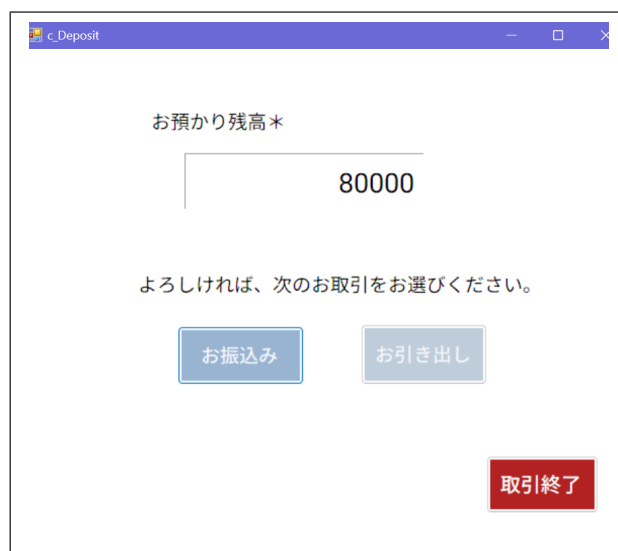 c_Deposit
お預かり残高＊
80000
よろしければ、次のお取引をお選びください。
お振込み
お引き出し
取引終了